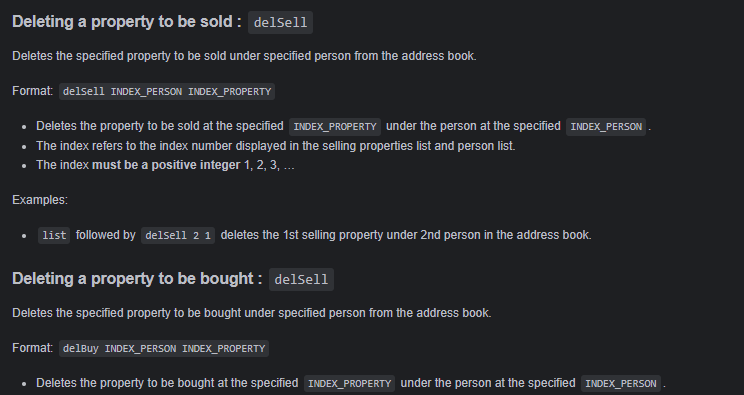 Deleting a property to be sold : delSell
Deletes the specified property to be sold under specified person from the address book.
Format: delSell INDEX_PERSON INDEX_PROPERTY
• Deletes the property to be sold at the specified INDEX_PROPERTY under the person at the specified INDEX_PERSON .
• The index refers to the index number displayed in the selling properties list and person list.
• The index must be a positive integer 1, 2, 3, …
Examples:
• list followed by delSell 2 1 deletes the 1st selling property under 2nd person in the address book.
Deleting a property to be bought : delSell
Deletes the specified property to be bought under specified person from the address book.
Format: delBuy INDEX_PERSON INDEX_PROPERTY
• Deletes the property to be bought at the specified INDEX_PROPERTY under the person at the specified INDEX_PERSON .